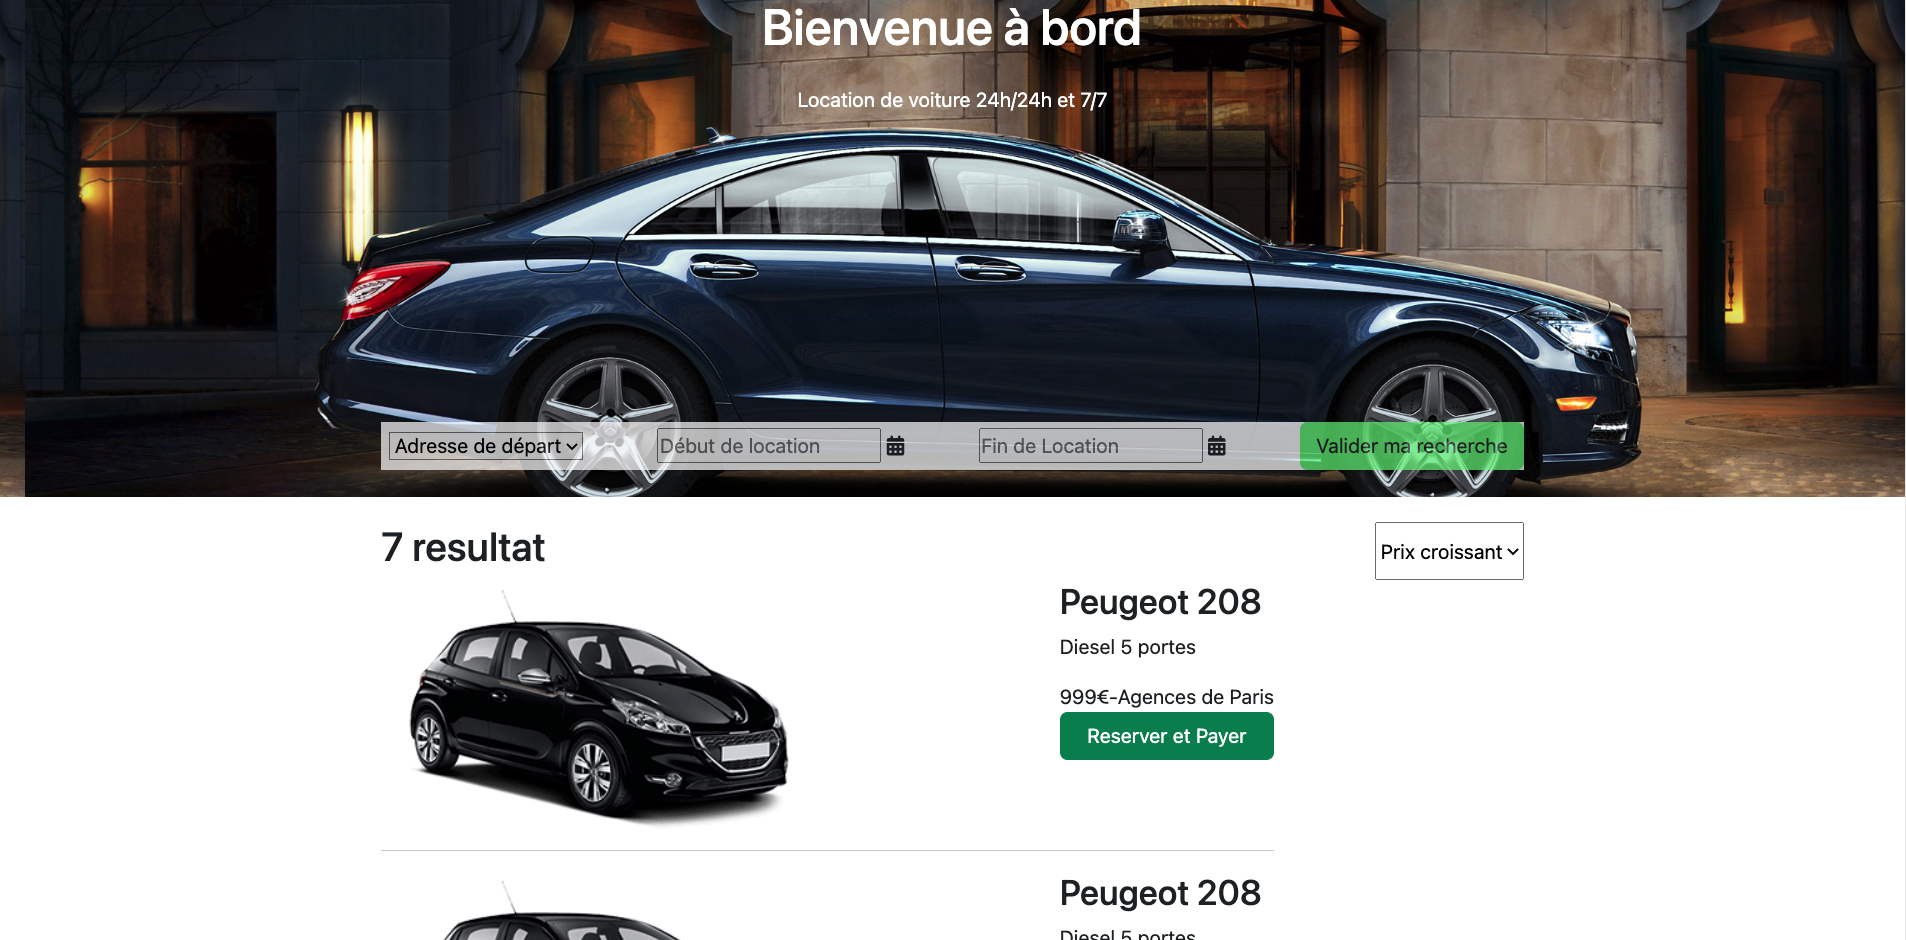 Bienvenue à bord
Location de voiture 24h/24h et 7/7
Adresse de départ
Début de location
Fin de Location
Valider ma recherche
7 resultat
Prix croissant
Peugeot 208
Diesel 5 portes
999€-Agences de Paris
Reserver et Payer
Peugeot 208
Diesel 5 portes